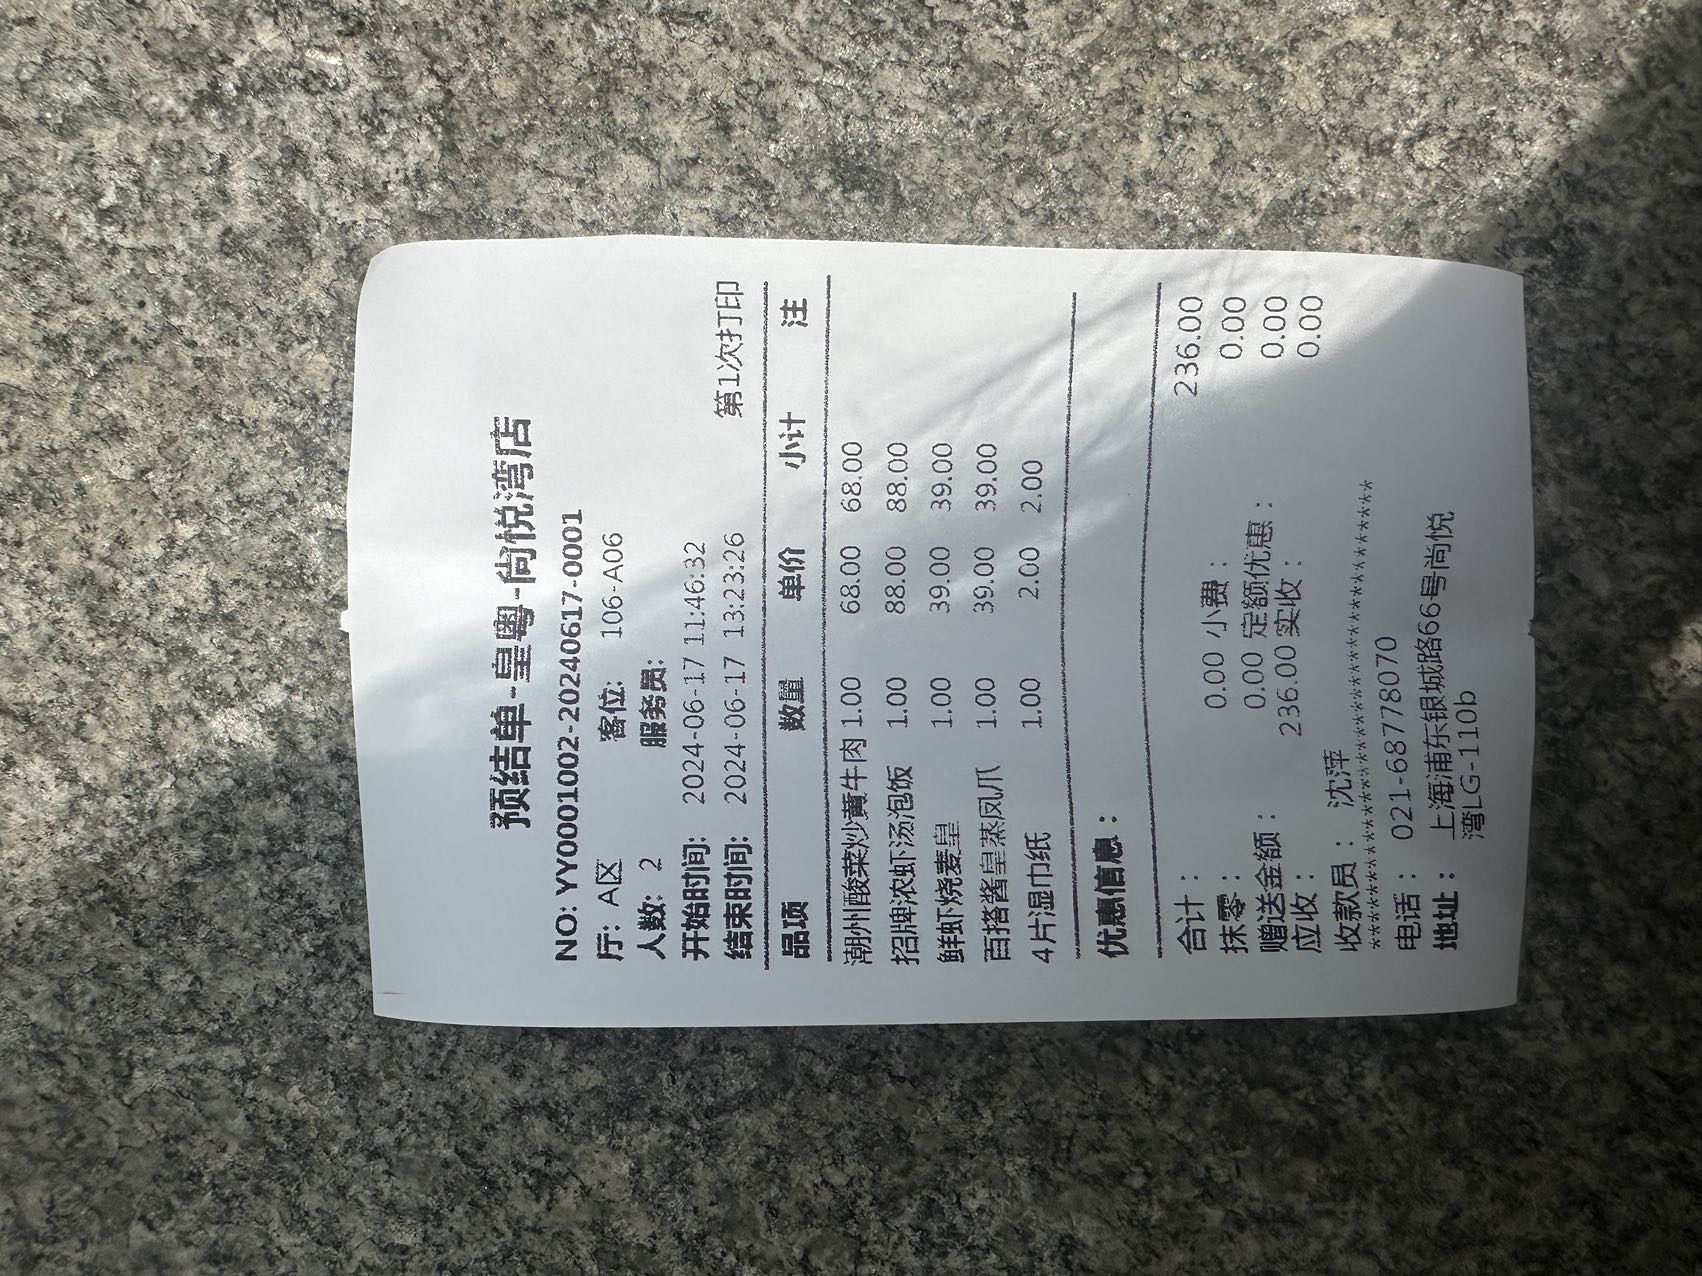 预结单-皇粤-尚悦湾店
NO: YY0001002-20240617-0001
厅: A区 客位: 106-A06
人数: 2 服务员:
开始时间: 2024-06-17 11:46:32
结束时间: 2024-06-17 13:23:26 第1次打印
品项 数量 单价 小计 注
潮州酸菜炒黄牛肉 1.00 68.00 68.00
招牌浓虾汤泡饭 1.00 88.00 88.00
鲜虾烧麦皇 1.00 39.00 39.00
百搭酱皇蒸凤爪 1.00 39.00 39.00
4片湿巾纸 1.00 2.00 2.00
优惠信息：
合计： 236.00
抹零： 0.00 小费： 0.00
赠送金额： 0.00 定额优惠： 0.00
应收： 236.00 实收： 0.00
收款员： 沈萍
******************************************
电话： 021-68778070
地址： 上海浦东银城路66号尚悦
湾LG-110b